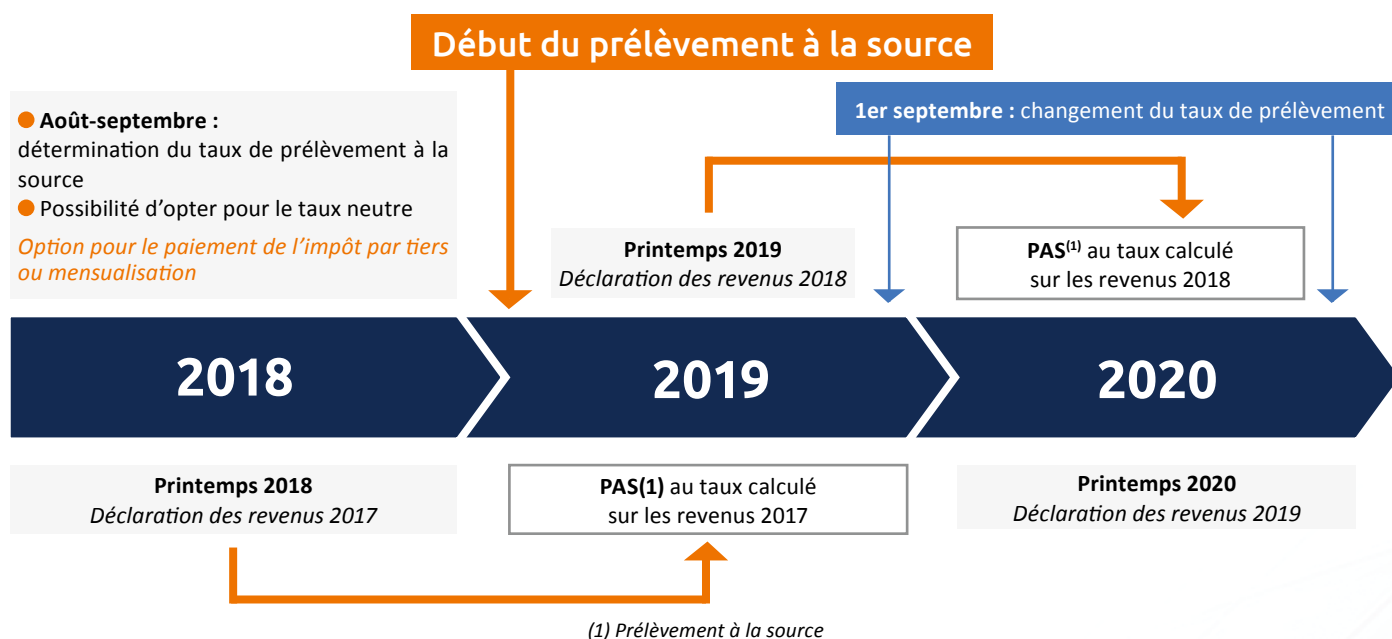 Début du prélèvement à la source
● Août-septembre :
détermination du taux de prélèvement à la
source
● Possibilité d'opter pour le taux neutre
Option pour le paiement de l'impôt par tiers
ou mensualisation
1er septembre : changement du taux de prélèvement
Printemps 2019
Déclaration des revenus 2018
PAS(1) au taux calculé
sur les revenus 2018
2018
2019
2020
Printemps 2018
Déclaration des revenus 2017
PAS(1) au taux calculé
sur les revenus 2017
Printemps 2020
Déclaration des revenus 2019
(1) Prélèvement à la source